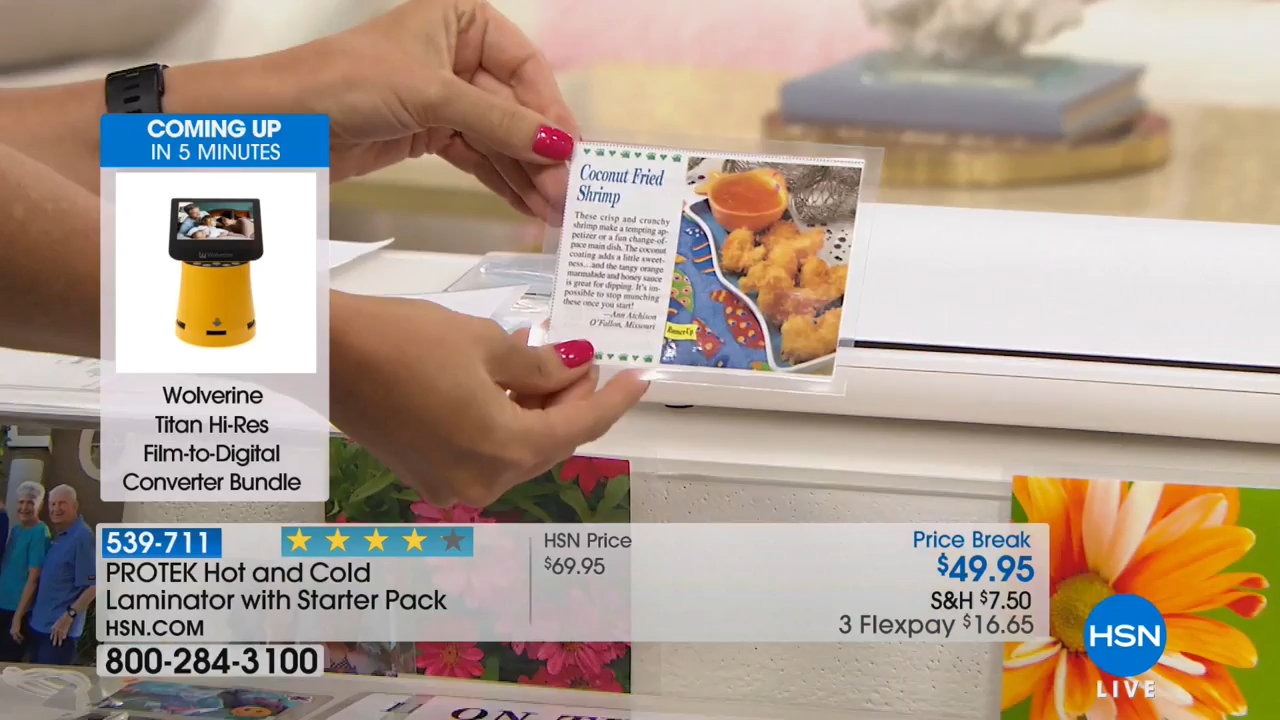 COMING UP
IN 5 MINUTES
Wolverine
Wolverine
Titan Hi-Res
Film-to-Digital
Converter Bundle
Coconut Fried
Shrimp
These crisp and crunchy
shrimp make a tempting ap-
petizer or a fun change-of-
pace main dish. The coconut
coating adds a little sweet-
ness...and the tangy orange
marmalade and honey sauce
is great for dipping. It's im-
possible to stop munching
these once you start!
—Ann Atchison
O'Fallon, Missouri
Runner-Up
539-711
PROTEK Hot and Cold
Laminator with Starter Pack
HSN.COM
800-284-3100
HSN Price
$69.95
Price Break
$49.95
S&H $7.50
3 Flexpay $16.65
HSN
LIVE